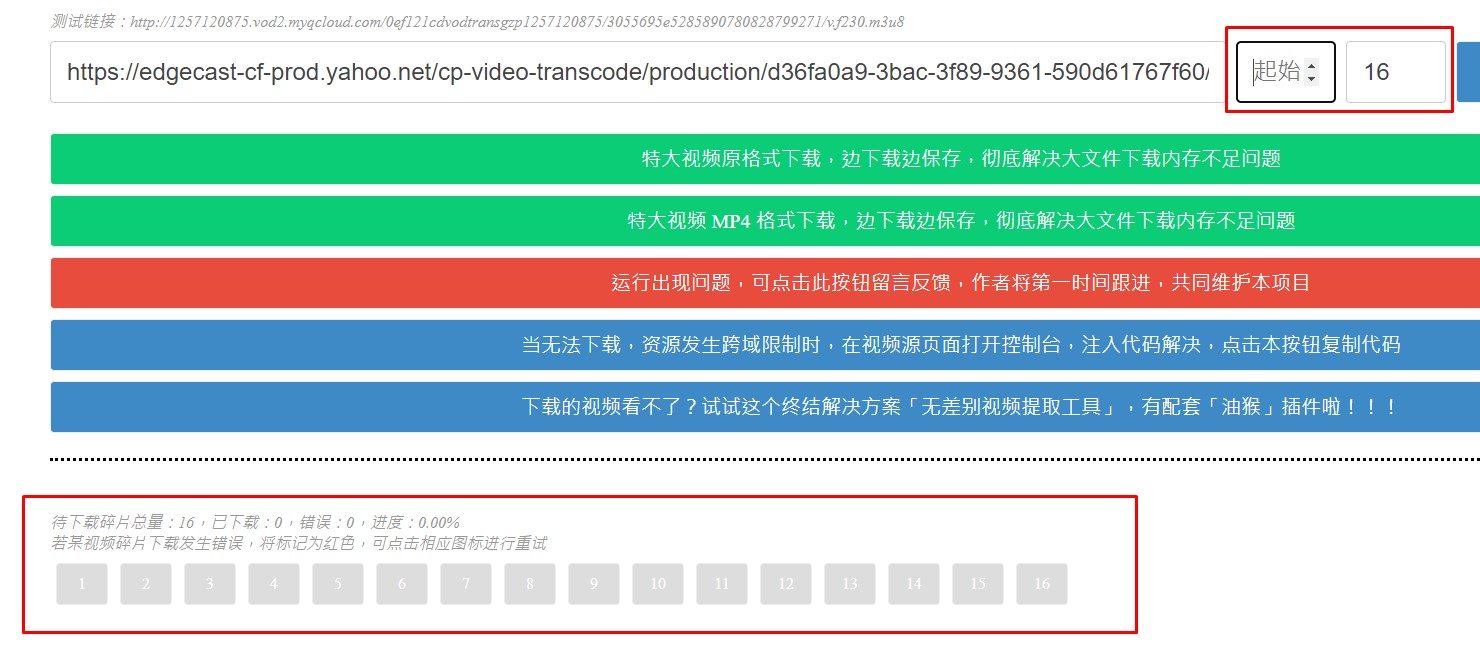 测试链接：http://1257120875.vod2.myqcloud.com/0ef121cdvodtransgzp1257120875/3055695e5285890780828799271/v.f230.m3u8
https://edgecast-cf-prod.yahoo.net/cp-video-transcode/production/d36fa0a9-3bac-3f89-9361-590d61767f60/ 起始 16
特大视频原格式下载，边下载边保存，彻底解决大文件下载内存不足问题
特大视频 MP4 格式下载，边下载边保存，彻底解决大文件下载内存不足问题
运行出现问题，可点击此按钮留言反馈，作者将第一时间跟进，共同维护本项目
当无法下载，资源发生跨域限制时，在视频源页面打开控制台，注入代码解决，点击本按钮复制代码
下载的视频看不了？试试这个终结解决方案「无差别视频提取工具」，有配套「油猴」插件啦！！！
待下载碎片总量：16，已下载：0，错误：0，进度：0.00%
若某视频碎片下载发生错误，将标记为红色，可点击相应图标进行重试
1 2 3 4 5 6 7 8 9 10 11 12 13 14 15 16